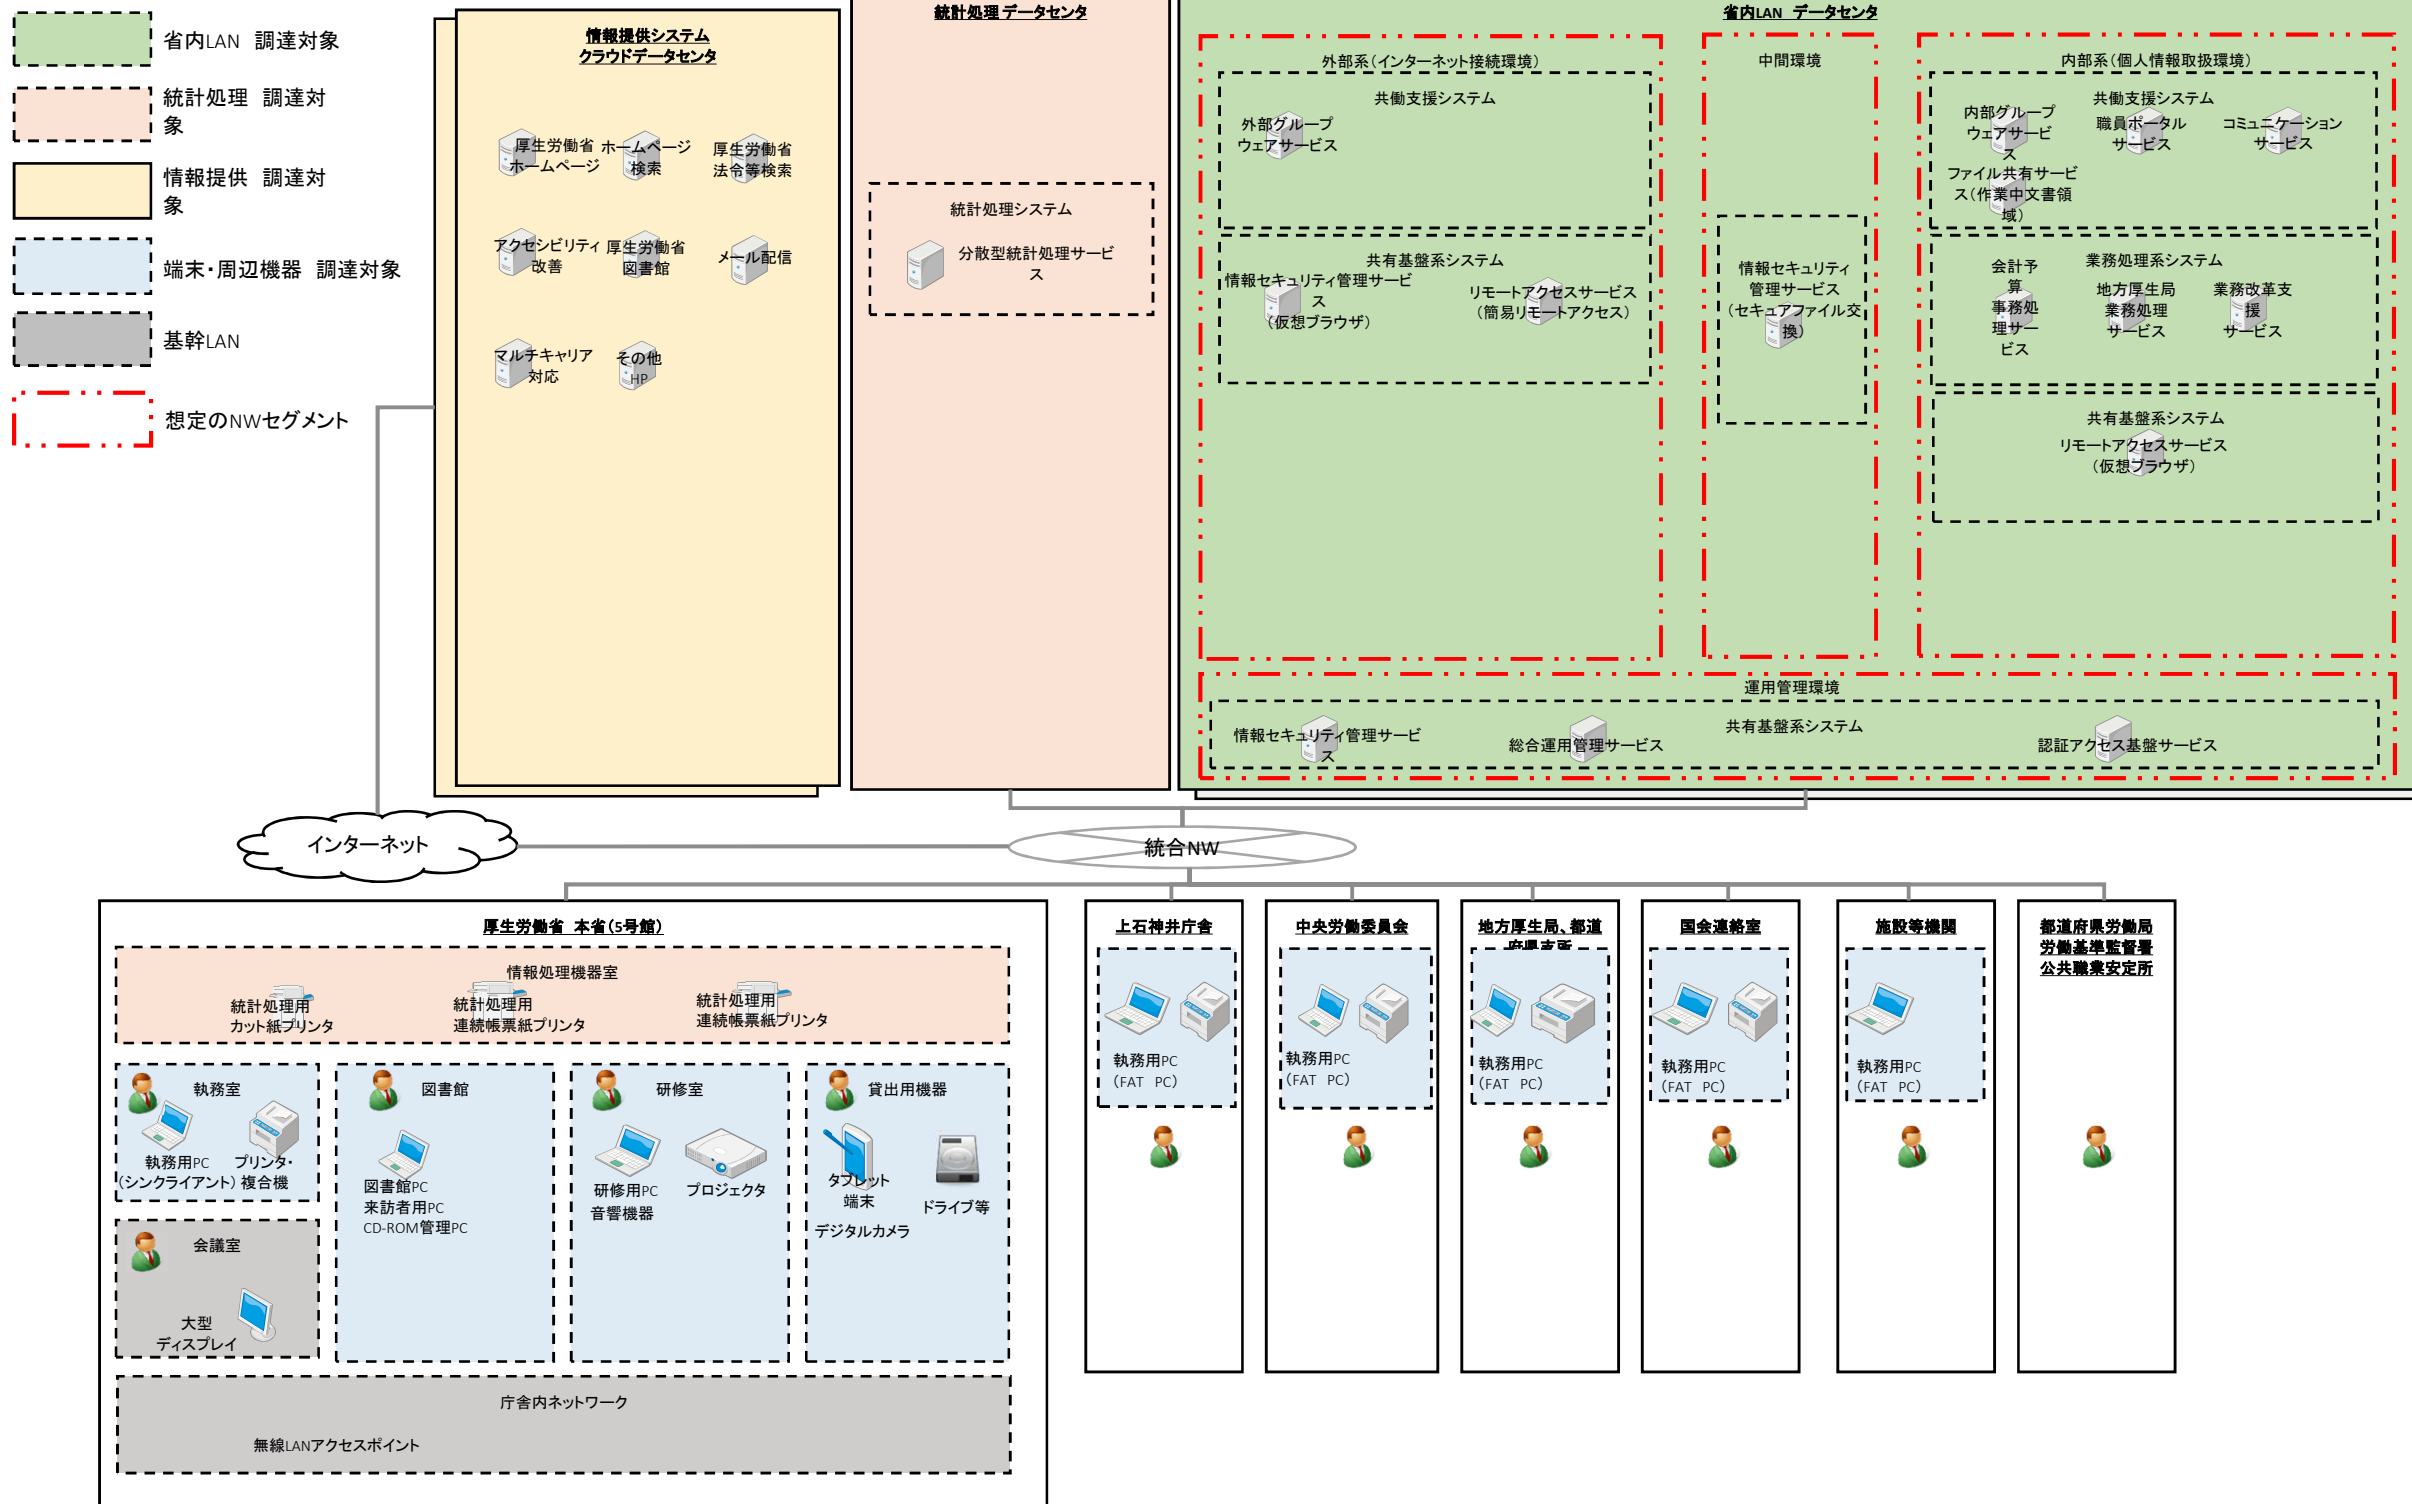 省内LAN　調達対象
統計処理　調達対
象
情報提供　調達対
象
端末・周辺機器　調達対象
基幹LAN
想定のNWセグメント
情報提供システム
クラウドデータセンタ
厚生労働省
ホームページ
ホームページ
検索
厚生労働省
法令等検索
アクセシビリティ
改善
厚生労働省
図書館
メール配信
マルチキャリア
対応
その他
HP
統計処理 データセンタ
統計処理システム
分散型統計処理サービ
ス
省内LAN　データセンタ
外部系（インターネット接続環境）
共働支援システム
外部グループ
ウェアサービス
共有基盤系システム
情報セキュリティ管理サービ
ス
（仮想ブラウザ）
リモートアクセスサービス
（簡易リモートアクセス）
中間環境
情報セキュリティ
管理サービス
（セキュアファイル交
換）
内部系（個人情報取扱環境）
共働支援システム
内部グループ
ウェアサービ
ス
職員ポータル
サービス
コミュニケーション
サービス
ファイル共有サービ
ス（作業中文書領
域）
業務処理系システム
会計予
算
事務処
理サー
ビス
地方厚生局
業務処理
サービス
業務改革支
援
サービス
共有基盤系システム
リモートアクセスサービス
（仮想ブラウザ）
運用管理環境
共有基盤系システム
情報セキュリティ管理サービ
ス
総合運用管理サービス
認証アクセス基盤サービス
インターネット
統合NW
厚生労働省　本省（5号館）
情報処理機器室
統計処理用
カット紙プリンタ
統計処理用
連続帳票紙プリンタ
統計処理用
連続帳票紙プリンタ
執務室
執務用PC
（シンクライアント）
プリンタ・
複合機
図書館
図書館PC
来訪者用PC
CD-ROM管理PC
研修室
研修用PC
音響機器
プロジェクタ
貸出用機器
タブレット
端末
デジタルカメラ
ドライブ等
会議室
大型
ディスプレイ
庁舎内ネットワーク
無線LANアクセスポイント
上石神井庁舎
執務用PC
（FAT　PC）
中央労働委員会
執務用PC
（FAT　PC）
地方厚生局、都道
府県支所
執務用PC
（FAT　PC）
国会連絡室
執務用PC
（FAT　PC）
施設等機関
執務用PC
（FAT　PC）
都道府県労働局
労働基準監督署
公共職業安定所